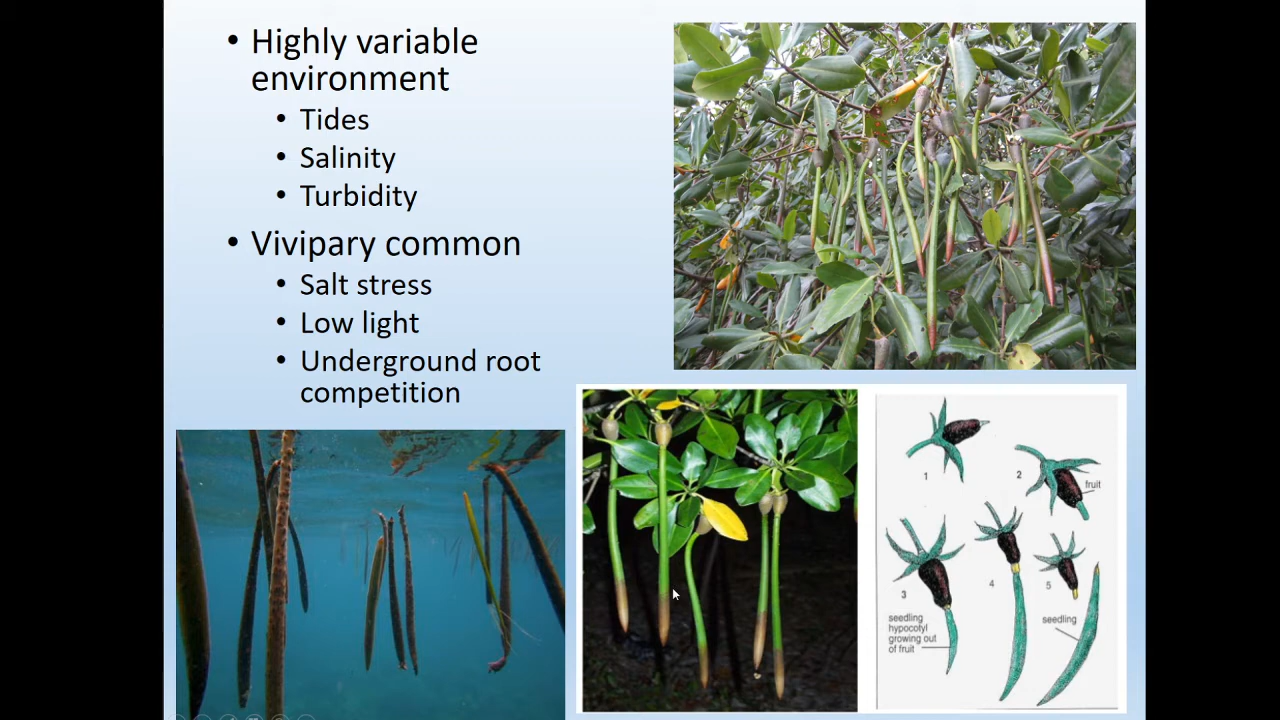 • Highly variable
environment
• Tides
• Salinity
• Turbidity
• Vivipary common
• Salt stress
• Low light
• Underground root
competition
1
2
fruit
3
4
5
seedling
hypocotyl
growing out
of fruit
seedling